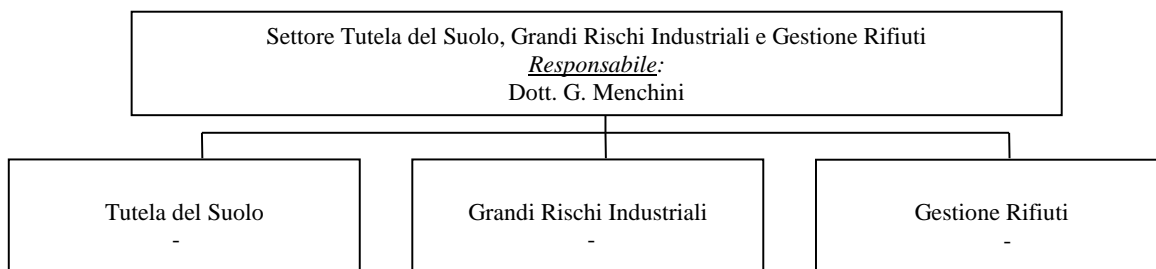 Settore Tutela del Suolo, Grandi Rischi Industriali e Gestione Rifiuti
Responsabile:
Dott. G. Menchini
Tutela del Suolo
-
Grandi Rischi Industriali
-
Gestione Rifiuti
-